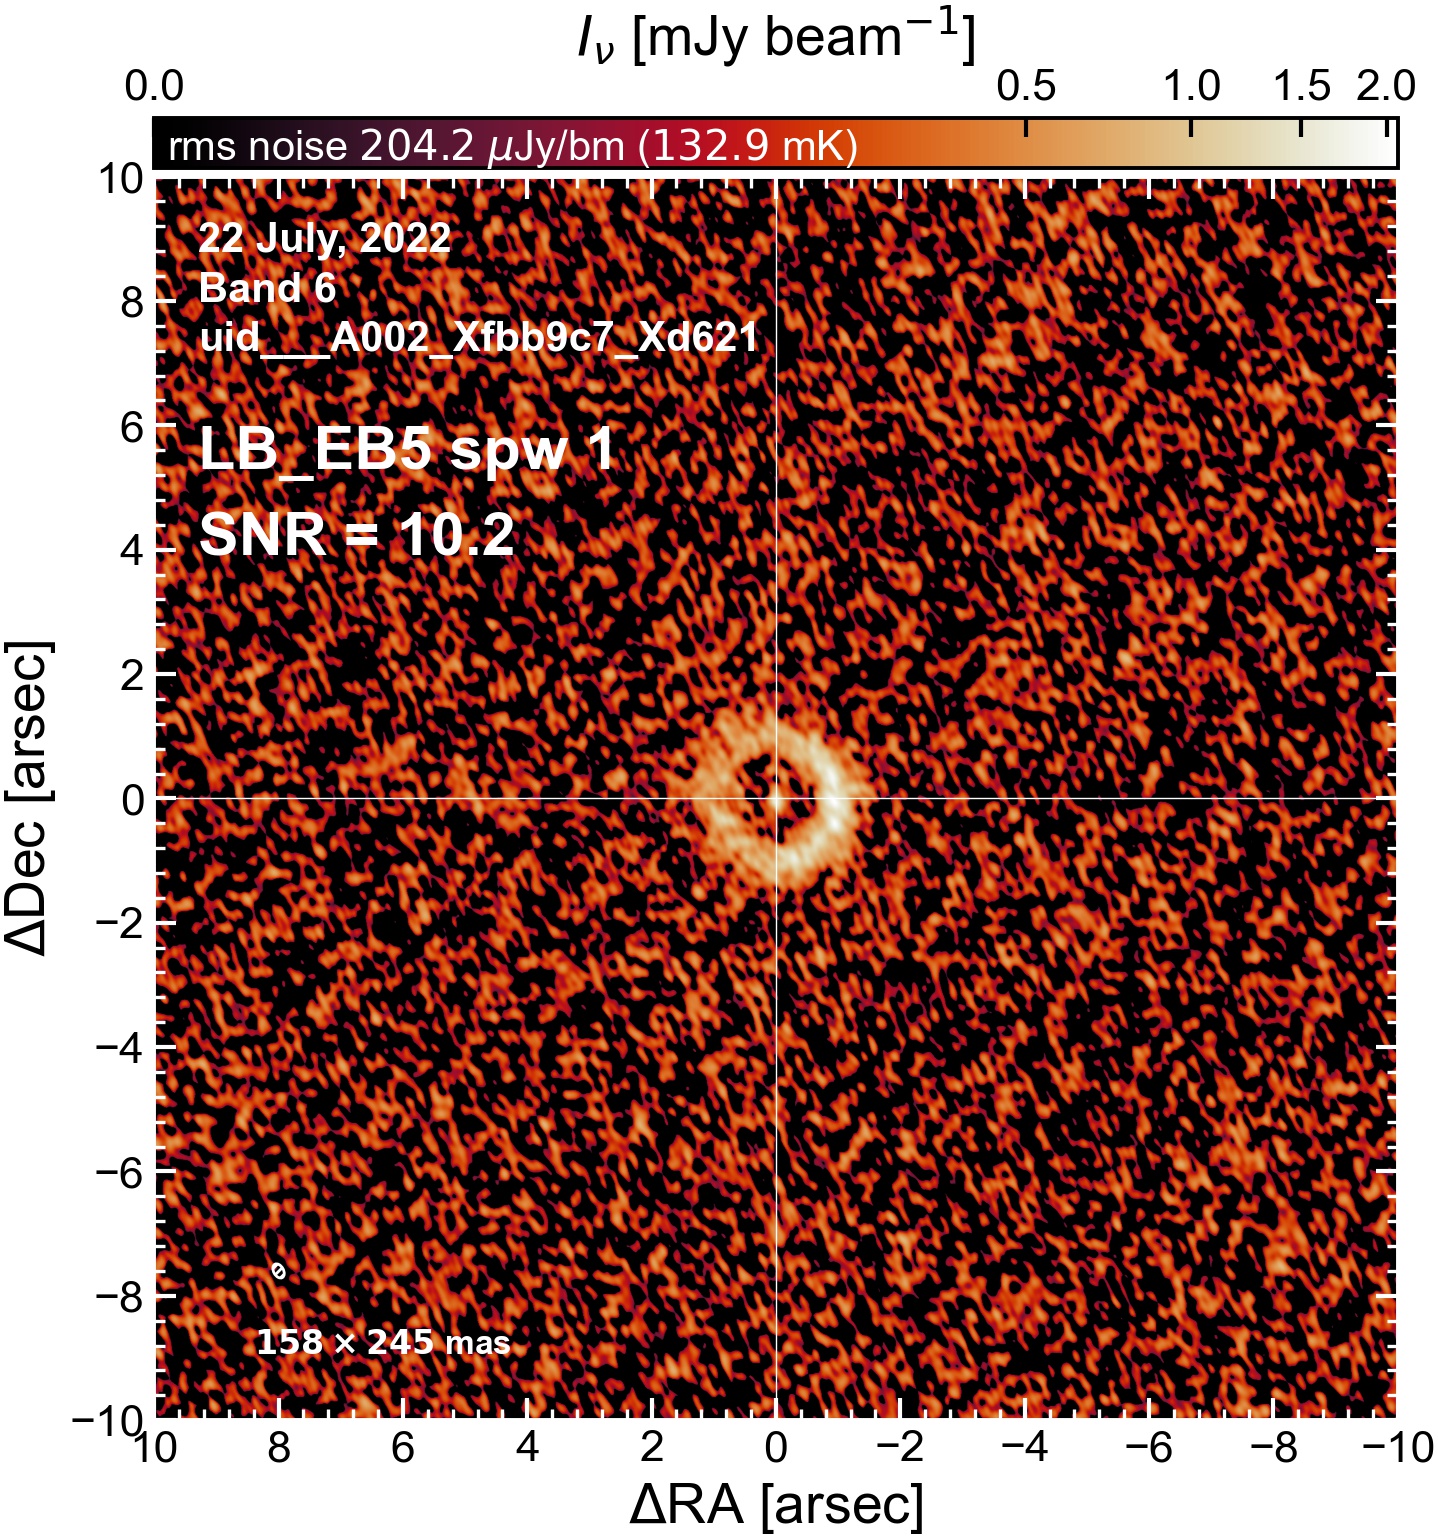 I𝜈 [mJy beam⁻¹]
0.0 0.5 1.0 1.5 2.0
rms noise 204.2 μJy/bm (132.9 mK)
22 July, 2022
Band 6
uid___A002_Xfbb9c7_Xd621
LB_EB5 spw 1
SNR = 10.2
10
8
6
4
2
0
−2
−4
−6
−8
−10
ΔDec [arsec]
158 × 245 mas
10 8 6 4 2 0 −2 −4 −6 −8 −10
ΔRA [arsec]